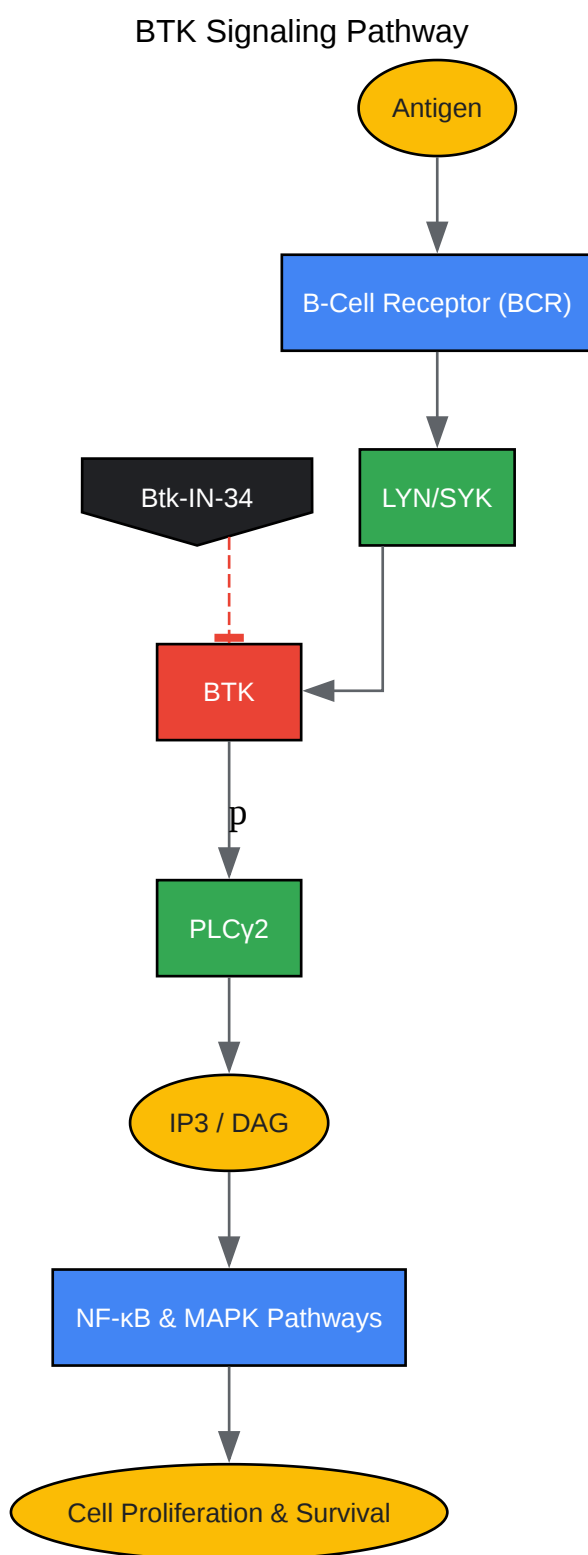 BTK Signaling Pathway
Antigen
B-Cell Receptor (BCR)
LYN/SYK
Btk-IN-34
BTK
p
PLCγ2
IP3 / DAG
NF-κB & MAPK Pathways
Cell Proliferation & Survival